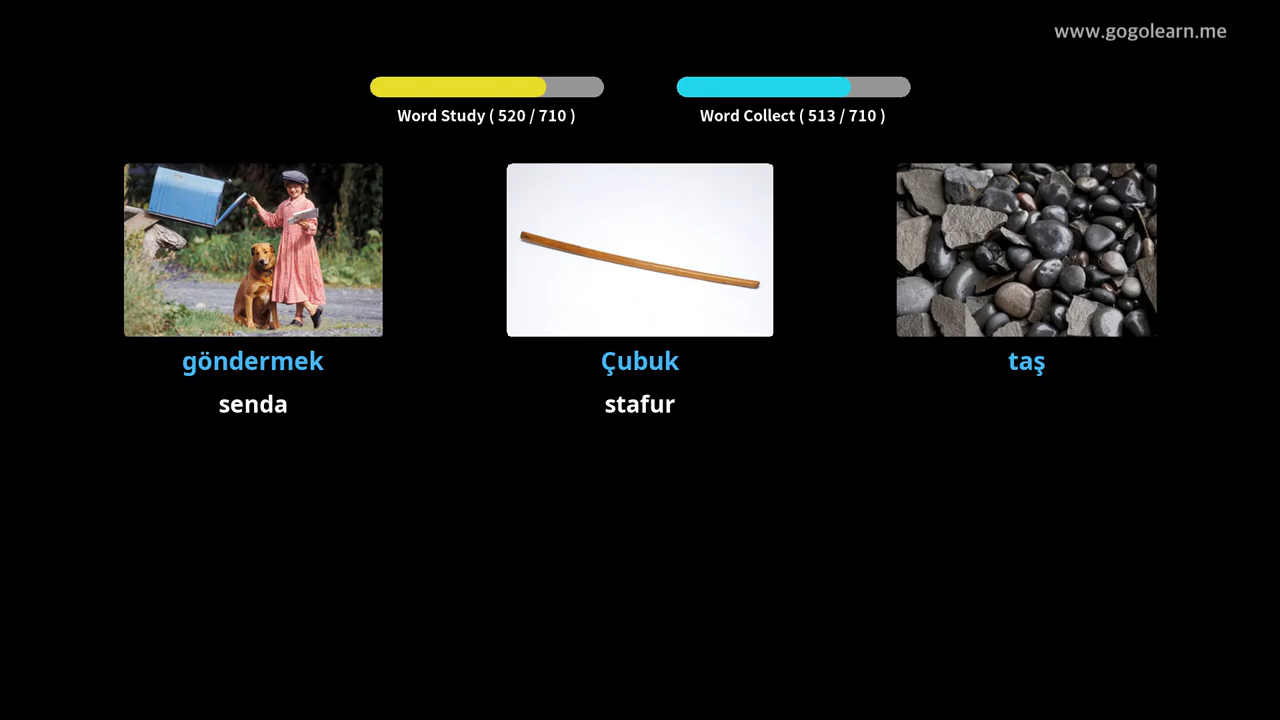 www.gogolearn.me
Word Study ( 520 / 710 )
Word Collect ( 513 / 710 )
göndermek
Çubuk
taş
senda
stafur